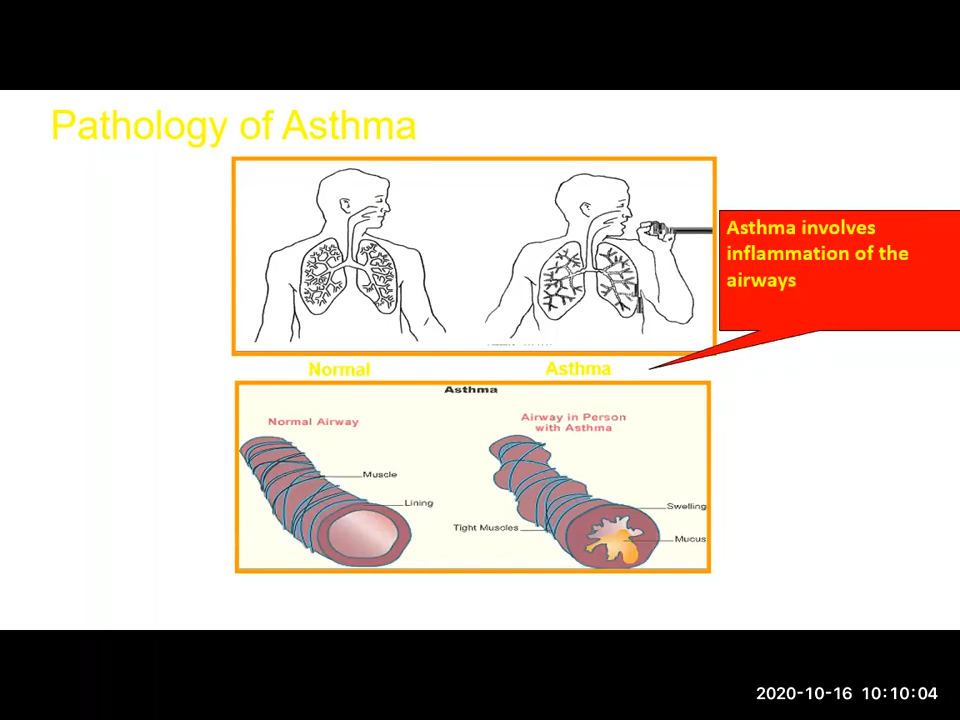 Pathology of Asthma
Asthma involves
inflammation of the
airways
Normal
Asthma
Asthma
Normal Airway
Airway in Person
with Asthma
Muscle
Lining
Swelling
Tight Muscles
Mucus
2020-10-16 10:10:04